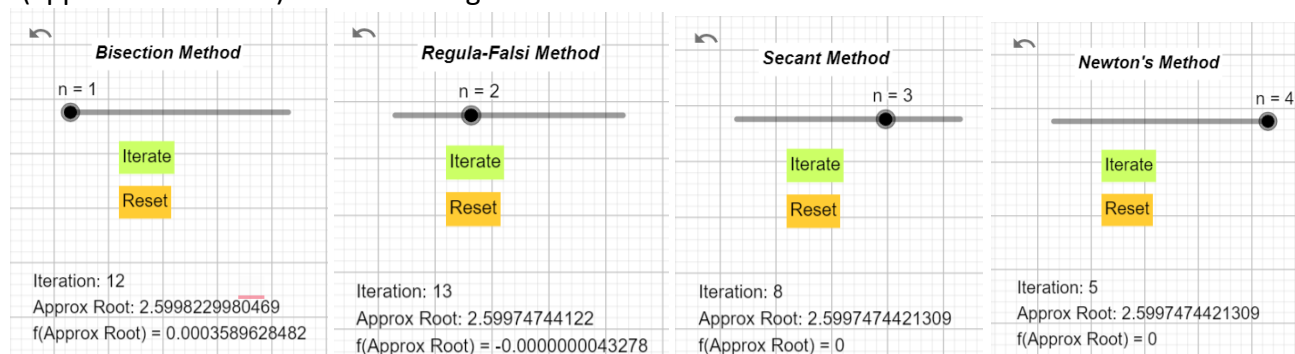 Bisection Method
n = 1
Iterate
Reset
Iteration: 12
Approx Root: 2.5998229980469
f(Approx Root) = 0.0003589628482
Regula-Falsi Method
n = 2
Iterate
Reset
Iteration: 13
Approx Root: 2.59974744122
f(Approx Root) = -0.0000000043278
Secant Method
n = 3
Iterate
Reset
Iteration: 8
Approx Root: 2.5997474421309
f(Approx Root) = 0
Newton's Method
n = 4
Iterate
Reset
Iteration: 5
Approx Root: 2.5997474421309
f(Approx Root) = 0